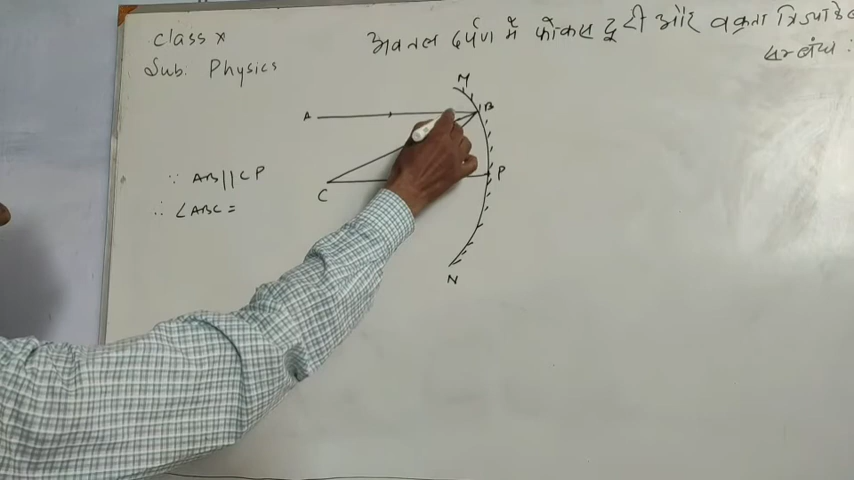 class x
Sub. Physics
अवतल दर्पण में फोकस दूरी और वक्रता त्रिज्या के
संबंध :
M
A
B
∵ AB || CP
P
C
∴ ∠ABC =
N